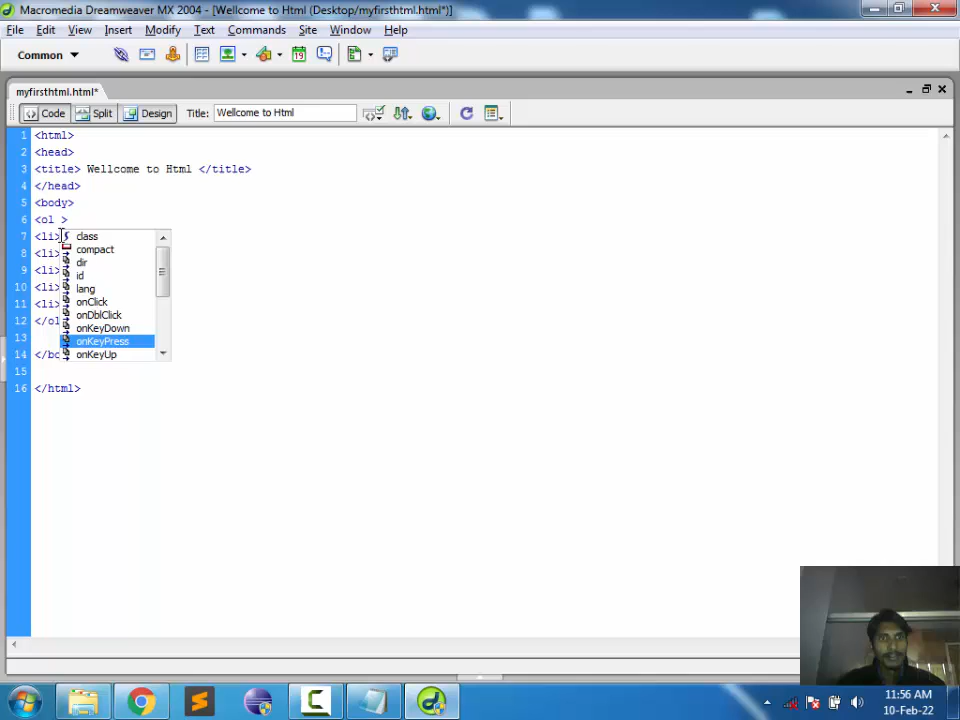 Macromedia Dreamweaver MX 2004 - [Wellcome to Html (Desktop/myfirsthtml.html*)]
File Edit View Insert Modify Text Commands Site Window Help
Common
myfirsthtml.html*
Code Split Design Title: Wellcome to Html
1 <html>
2 <head>
3 <title> Wellcome to Html </title>
4 </head>
5 <body>
6 <ol >
7 <li> class
compact
8 <li>
dir
9 <li>
id
10 <li> lang
onClick
11 <li>
onDblClick
12 </ol
onKeyDown
13
onKeyPress
14 </bo onKeyUp
15
16 </html>
11:56 AM
10-Feb-22